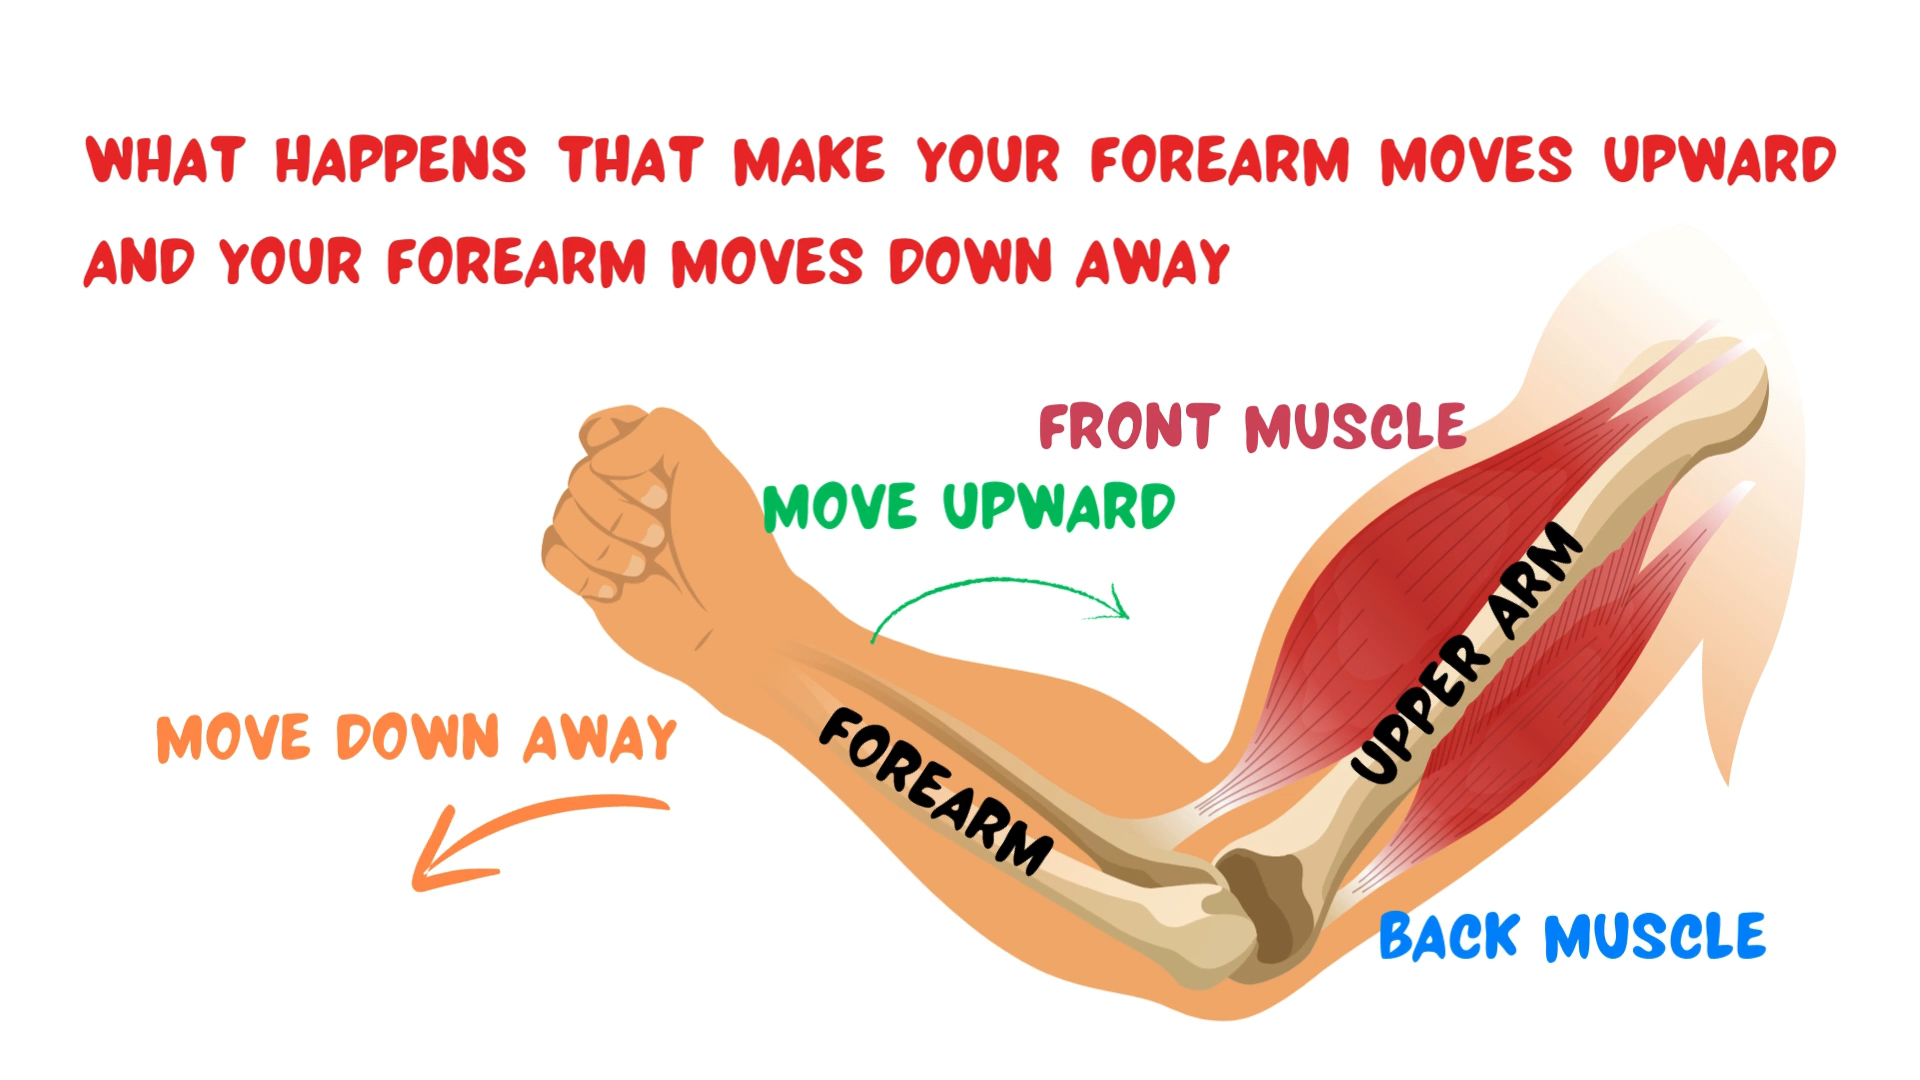 WHAT HAPPENS THAT MAKE YOUR FOREARM MOVES UPWARD
AND YOUR FOREARM MOVES DOWN AWAY
FRONT MUSCLE
MOVE UPWARD
UPPER ARM
MOVE DOWN AWAY
FOREARM
BACK MUSCLE